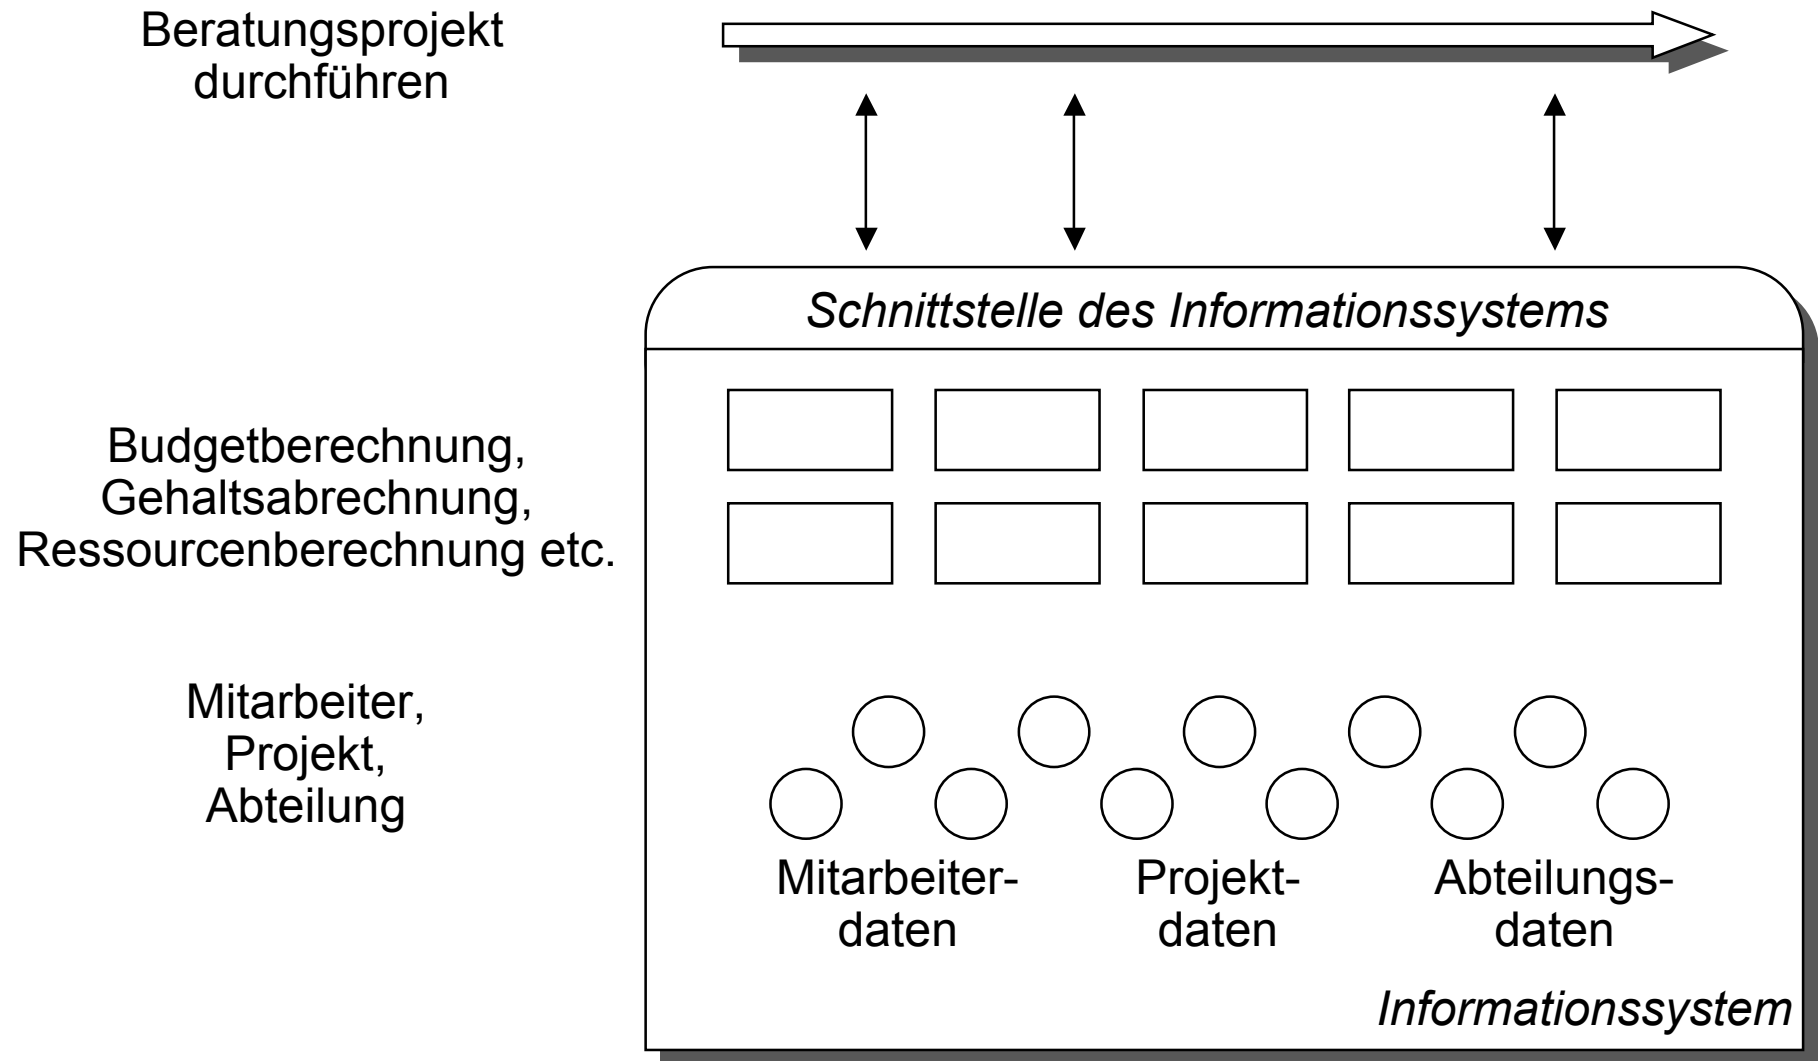 Beratungsprojekt
durchführen
Schnittstelle des Informationssystems
Budgetberechnung,
Gehaltsabrechnung,
Ressourcenberechnung etc.
Mitarbeiter,
Projekt,
Abteilung
Mitarbeiter-
daten
Projekt-
daten
Abteilungs-
daten
Informationssystem